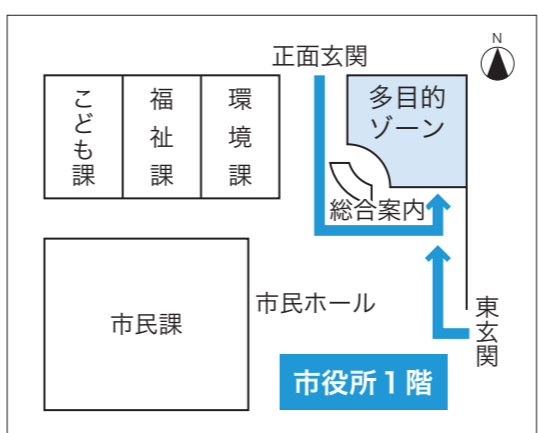 N
正面玄関
こども課
福祉課
環境課
多目的
ゾーン
総合案内
市民課
市民ホール
東玄関
市役所1階